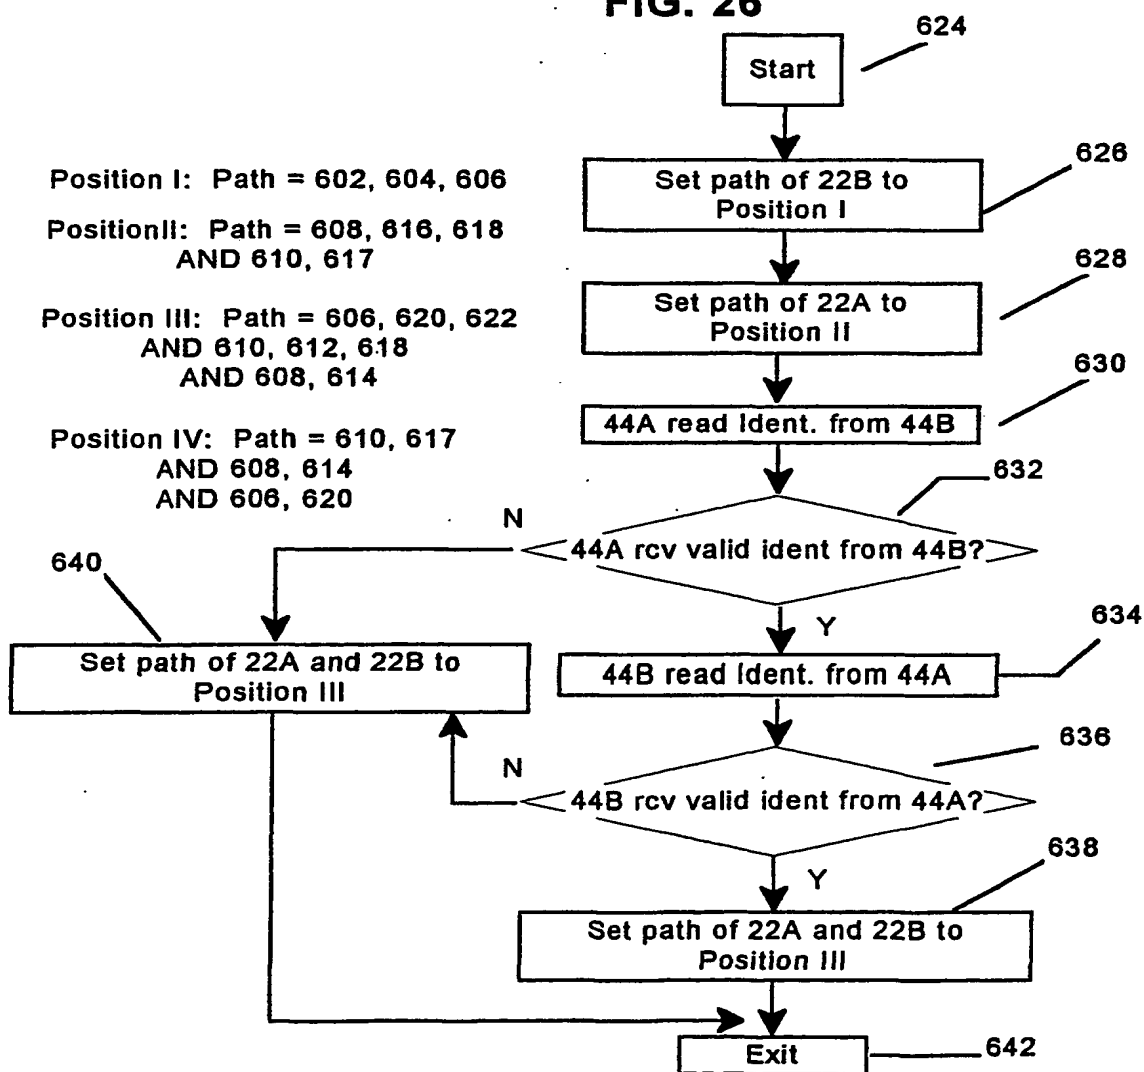 FIG. 26
624
Start
626
Set path of 22B to
Position I
628
Set path of 22A to
Position II
630
44A read Ident. from 44B
632
44A rcv valid ident from 44B?
N
Y
634
44B read Ident. from 44A
636
44B rcv valid ident from 44A?
N
Y
638
Set path of 22A and 22B to
Position III
640
Set path of 22A and 22B to
Position III
Exit
642
Position I: Path = 602, 604, 606
PositionII: Path = 608, 616, 618
AND 610, 617
Position III: Path = 606, 620, 622
AND 610, 612, 618
AND 608, 614
Position IV: Path = 610, 617
AND 608, 614
AND 606, 620